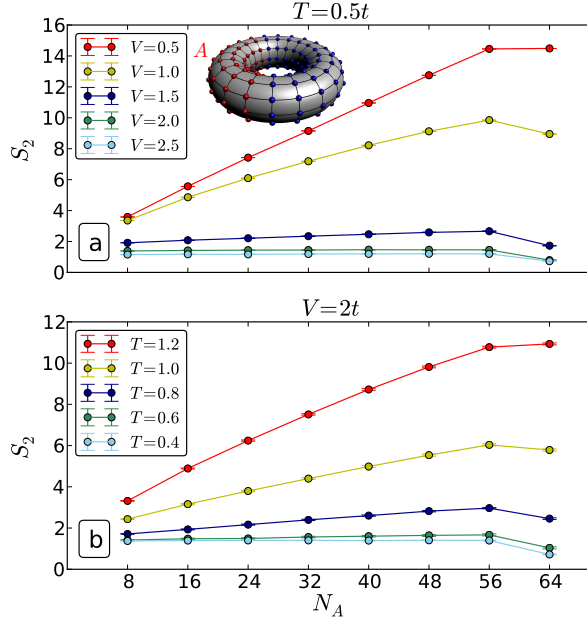 T=0.5t
16
14
12
10
8
6
4
2
0
S₂
V=0.5
V=1.0
V=1.5
V=2.0
V=2.5
A
a
V=2t
12
10
8
6
4
2
0
S₂
T=1.2
T=1.0
T=0.8
T=0.6
T=0.4
b
8 16 24 32 40 48 56 64
N_A